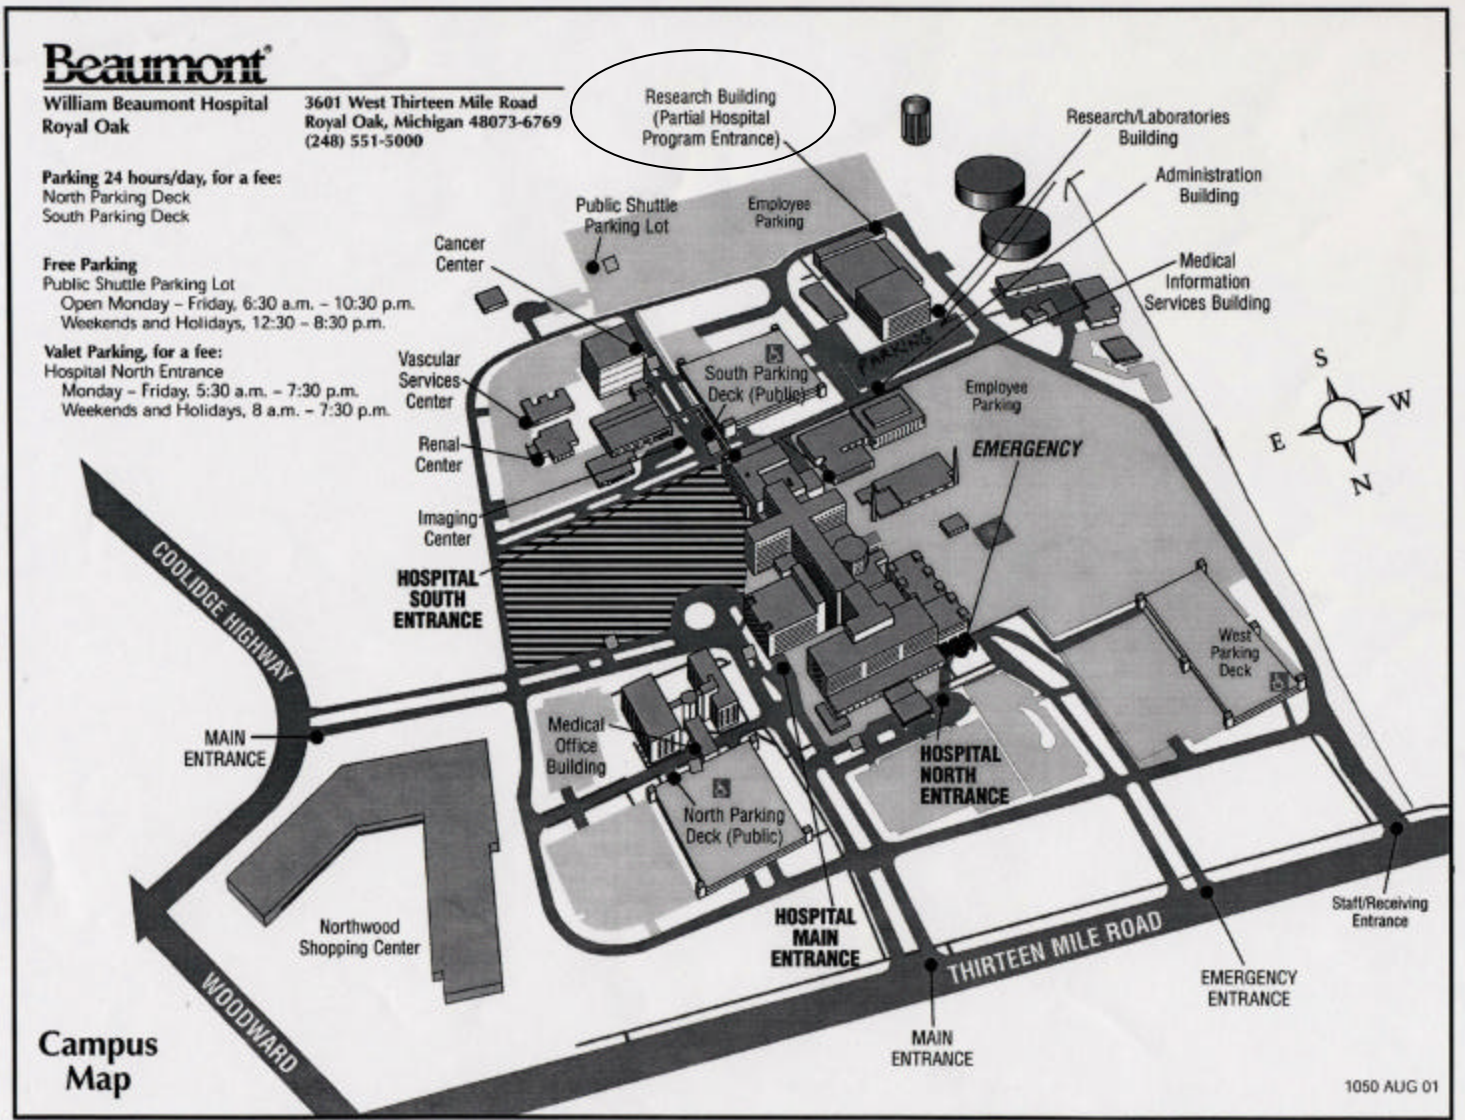 Beaumont®
William Beaumont Hospital
Royal Oak
3601 West Thirteen Mile Road
Royal Oak, Michigan 48073-6769
(248) 551-5000
Parking 24 hours/day, for a fee:
North Parking Deck
South Parking Deck
Free Parking
Public Shuttle Parking Lot
Open Monday – Friday, 6:30 a.m. – 10:30 p.m.
Weekends and Holidays, 12:30 – 8:30 p.m.
Valet Parking, for a fee:
Hospital North Entrance
Monday – Friday, 5:30 a.m. – 7:30 p.m.
Weekends and Holidays, 8 a.m. – 7:30 p.m.
Research Building
(Partial Hospital
Program Entrance)
Research/Laboratories
Building
Administration
Building
Medical
Information
Services Building
Public Shuttle
Parking Lot
Employee
Parking
Cancer
Center
Vascular
Services
Center
Renal
Center
Imaging
Center
South Parking
Deck (Public)
PARKING
Employee
Parking
EMERGENCY
S
W
E
N
HOSPITAL
SOUTH
ENTRANCE
COOLIDGE HIGHWAY
MAIN
ENTRANCE
Medical
Office
Building
West
Parking
Deck
HOSPITAL
NORTH
ENTRANCE
North Parking
Deck (Public)
HOSPITAL
MAIN
ENTRANCE
Northwood
Shopping Center
THIRTEEN MILE ROAD
Staff/Receiving
Entrance
EMERGENCY
ENTRANCE
MAIN
ENTRANCE
WOODWARD
Campus
Map
1050 AUG 01